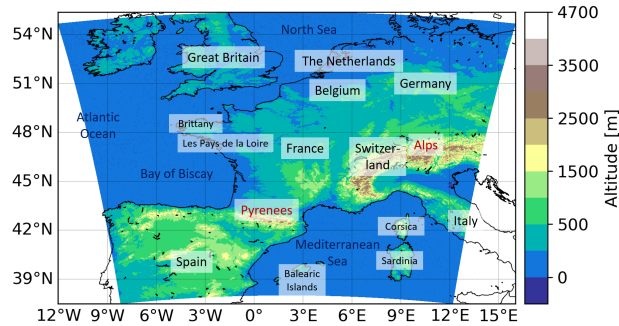 54°N
51°N
48°N
45°N
42°N
39°N
12°W
9°W
6°W
3°W
0°
3°E
6°E
9°E
12°E
15°E
North Sea
Great Britain
The Netherlands
Belgium
Germany
Atlantic
Ocean
Brittany
Les Pays de la Loire
France
Switzer-
land
Alps
Bay of Biscay
Pyrenees
Corsica
Italy
Mediterranean
Sea
Spain
Sardinia
Balearic
Islands
4700
3500
2500
1500
500
0
Altitude [m]